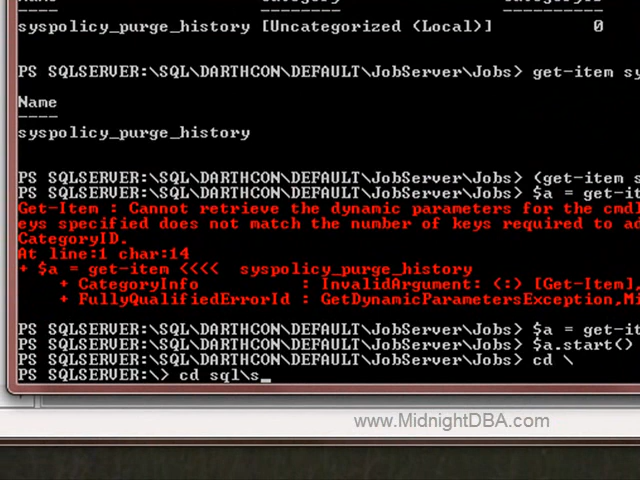 syspolicy_purge_history [Uncategorized (Local)] 0
PS SQLSERVER:\SQL\DARTHCON\DEFAULT\JobServer\Jobs> get-item sy
Name
syspolicy_purge_history
PS SQLSERVER:\SQL\DARTHCON\DEFAULT\JobServer\Jobs> (get-item s
PS SQLSERVER:\SQL\DARTHCON\DEFAULT\JobServer\Jobs> $a = get-it
Get-Item : Cannot retrieve the dynamic parameters for the cmdl
eys specified does not match the number of keys required to ad
CategoryID.
At line:1 char:14
+ $a = get-item <<<< syspolicy_purge_history
+ CategoryInfo : InvalidArgument: (:) [Get-Item],
+ FullyQualifiedErrorId : GetDynamicParametersException,Mi
PS SQLSERVER:\SQL\DARTHCON\DEFAULT\JobServer\Jobs> $a = get-it
PS SQLSERVER:\SQL\DARTHCON\DEFAULT\JobServer\Jobs> $a.start()
PS SQLSERVER:\SQL\DARTHCON\DEFAULT\JobServer\Jobs> cd \
PS SQLSERVER:\> cd sql\s_
www.MidnightDBA.com